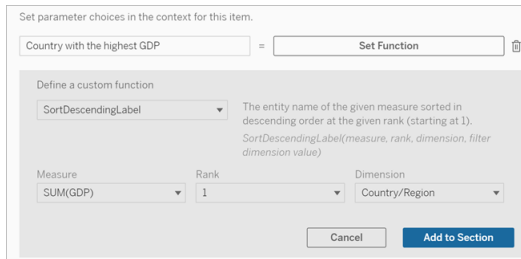 Set parameter choices in the context for this item.
Country with the highest GDP = Set Function
Define a custom function
SortDescendingLabel
The entity name of the given measure sorted in
descending order at the given rank (starting at 1).
SortDescendingLabel(measure, rank, dimension, filter
dimension value)
Measure Rank Dimension
SUM(GDP) 1 Country/Region
Cancel Add to Section